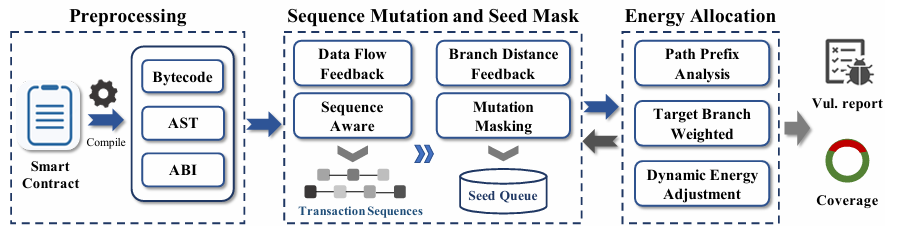 Preprocessing
Smart
Contract
Compile
Bytecode
AST
ABI
Sequence Mutation and Seed Mask
Data Flow
Feedback
Branch Distance
Feedback
Sequence
Aware
Mutation
Masking
Transaction Sequences
Seed Queue
Energy Allocation
Path Prefix
Analysis
Target Branch
Weighted
Dynamic Energy
Adjustment
Vul. report
Coverage